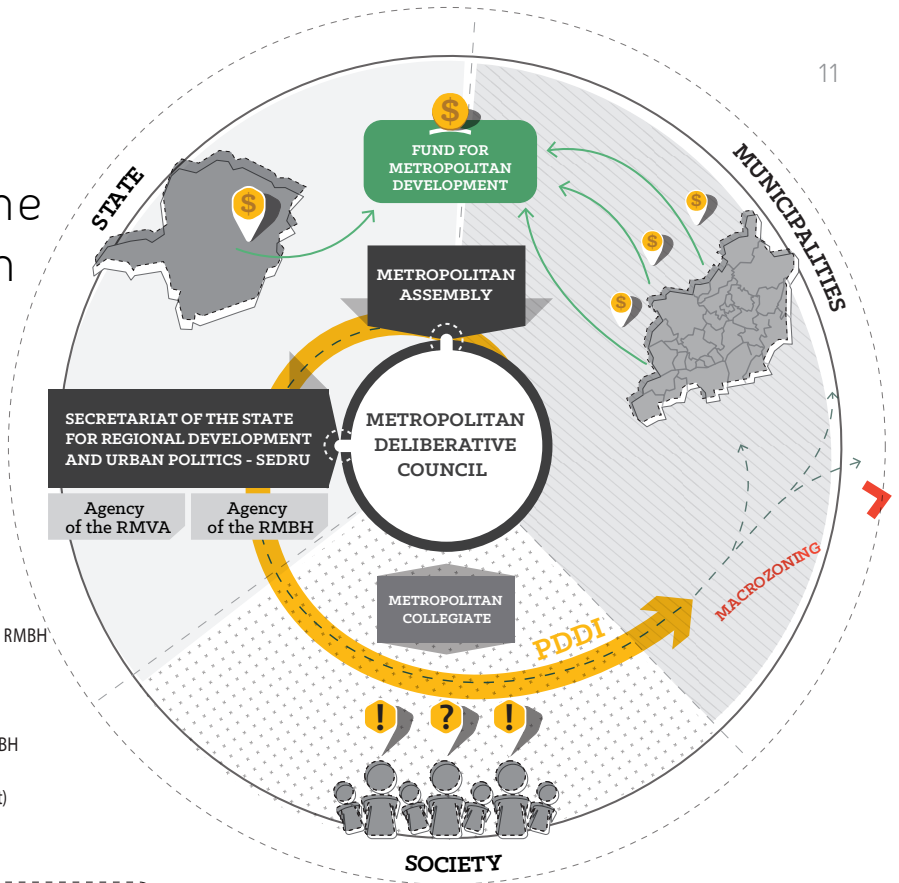 11
ne
n
STATE
$
$
FUND FOR
METROPOLITAN
DEVELOPMENT
MUNICIPALITIES
$
$
$
METROPOLITAN
ASSEMBLY
SECRETARIAT OF THE STATE
FOR REGIONAL DEVELOPMENT
AND URBAN POLITICS - SEDRU
METROPOLITAN
DELIBERATIVE
COUNCIL
Agency
of the RMVA
Agency
of the RMBH
METROPOLITAN
COLLEGIATE
MACROZONING
PDDI
RMBH
BH
t)
!
?
!
SOCIETY